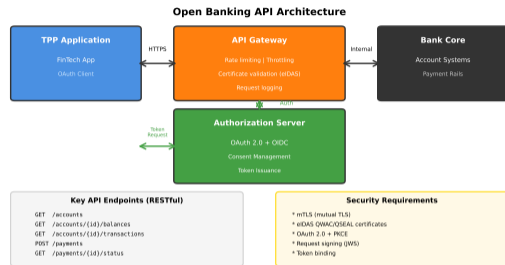 Open Banking API Architecture
TPP Application
FinTech App
OAuth Client
HTTPS
API Gateway
Rate limiting | Throttling
Certificate validation (eIDAS)
Request logging
Internal
Bank Core
Account Systems
Payment Rails
Auth
Token
Request
Authorization Server
OAuth 2.0 + OIDC
Consent Management
Token Issuance
Key API Endpoints (RESTful)
GET /accounts
GET /accounts/{id}/balances
GET /accounts/{id}/transactions
POST /payments
GET /payments/{id}/status
Security Requirements
* mTLS (mutual TLS)
* eIDAS QWAC/QSEAL certificates
* OAuth 2.0 + PKCE
* Request signing (JWS)
* Token binding